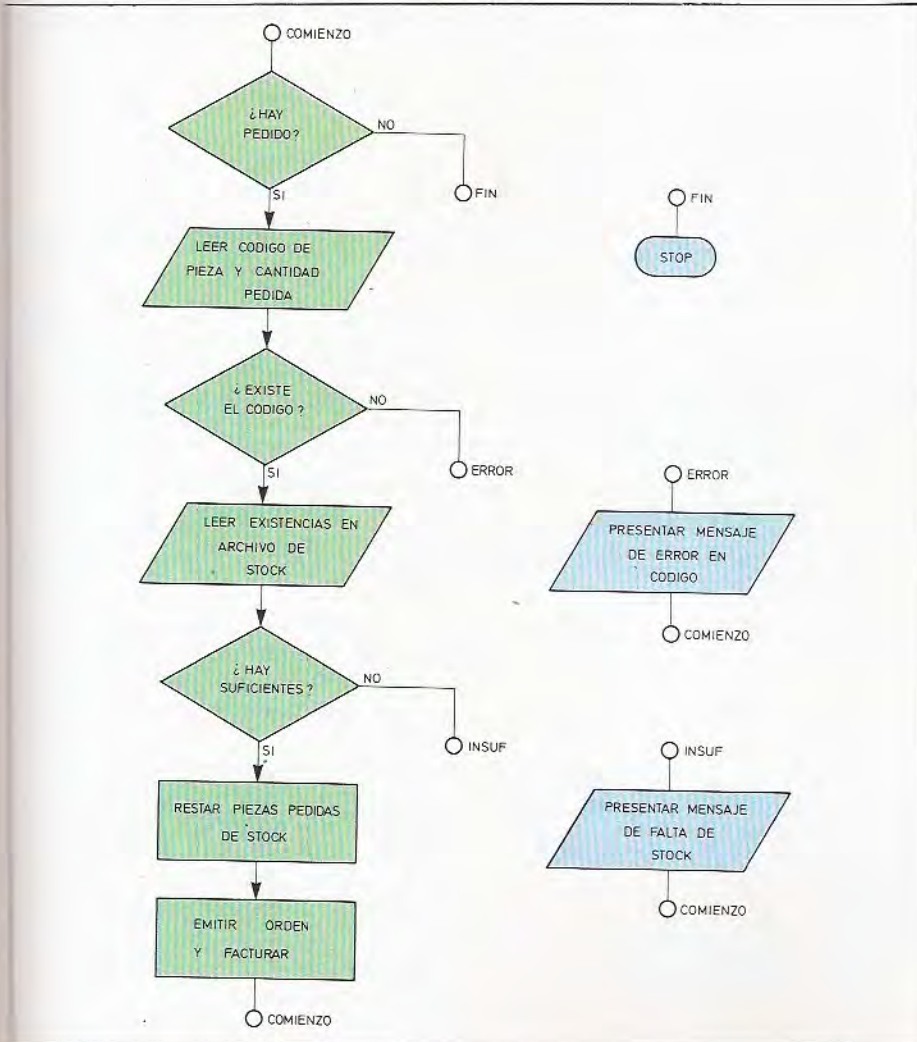 COMIENZO
¿HAY
PEDIDO?
NO
FIN
SI
LEER CODIGO DE
PIEZA Y CANTIDAD
PEDIDA
¿EXISTE
EL CODIGO?
NO
ERROR
SI
LEER EXISTENCIAS EN
ARCHIVO DE
STOCK
¿HAY
SUFICIENTES?
NO
INSUF
SI
RESTAR PIEZAS PEDIDAS
DE STOCK
EMITIR ORDEN
Y FACTURAR
COMIENZO
FIN
STOP
ERROR
PRESENTAR MENSAJE
DE ERROR EN
CODIGO
COMIENZO
INSUF
PRESENTAR MENSAJE
DE FALTA DE
STOCK
COMIENZO